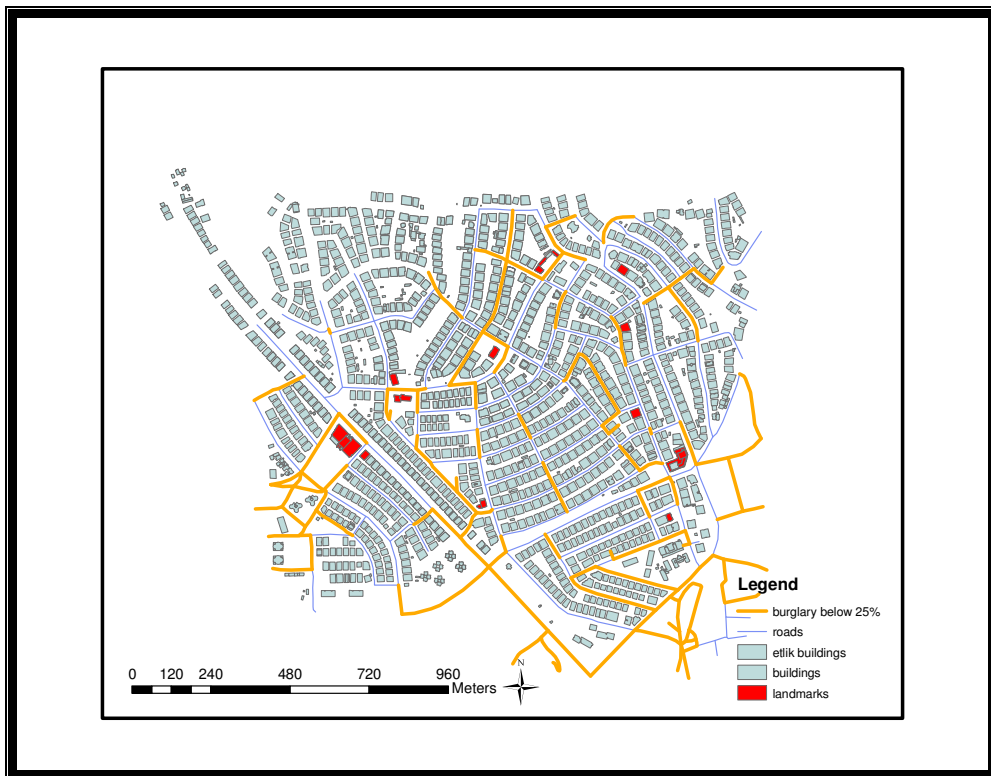 Legend
burglary below 25%
roads
etlik buildings
buildings
landmarks
0 120 240 480 720 960
Meters
N